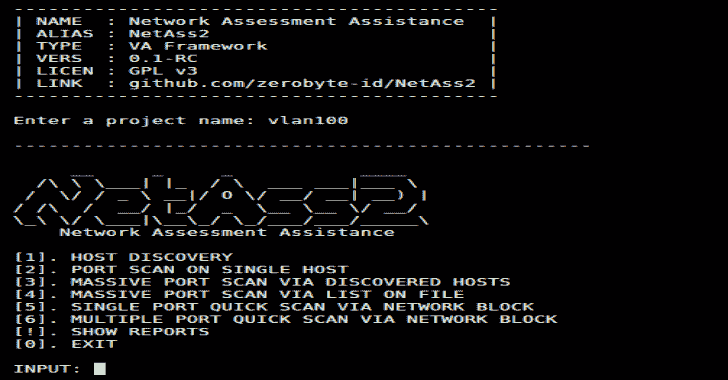 | NAME : Network Assessment Assistance |
| ALIAS : NetAss2 |
| TYPE : VA Framework |
| VERS : 0.1-RC |
| LICEN : GPL v3 |
| LINK : github.com/zerobyte-id/NetAss2 |
Enter a project name: vlan100
NetAss2
Network Assessment Assistance
[1]. HOST DISCOVERY
[2]. PORT SCAN ON SINGLE HOST
[3]. MASSIVE PORT SCAN VIA DISCOVERED HOSTS
[4]. MASSIVE PORT SCAN VIA LIST ON FILE
[5]. SINGLE PORT QUICK SCAN VIA NETWORK BLOCK
[6]. MULTIPLE PORT QUICK SCAN VIA NETWORK BLOCK
[!]. SHOW REPORTS
[0]. EXIT
INPUT: